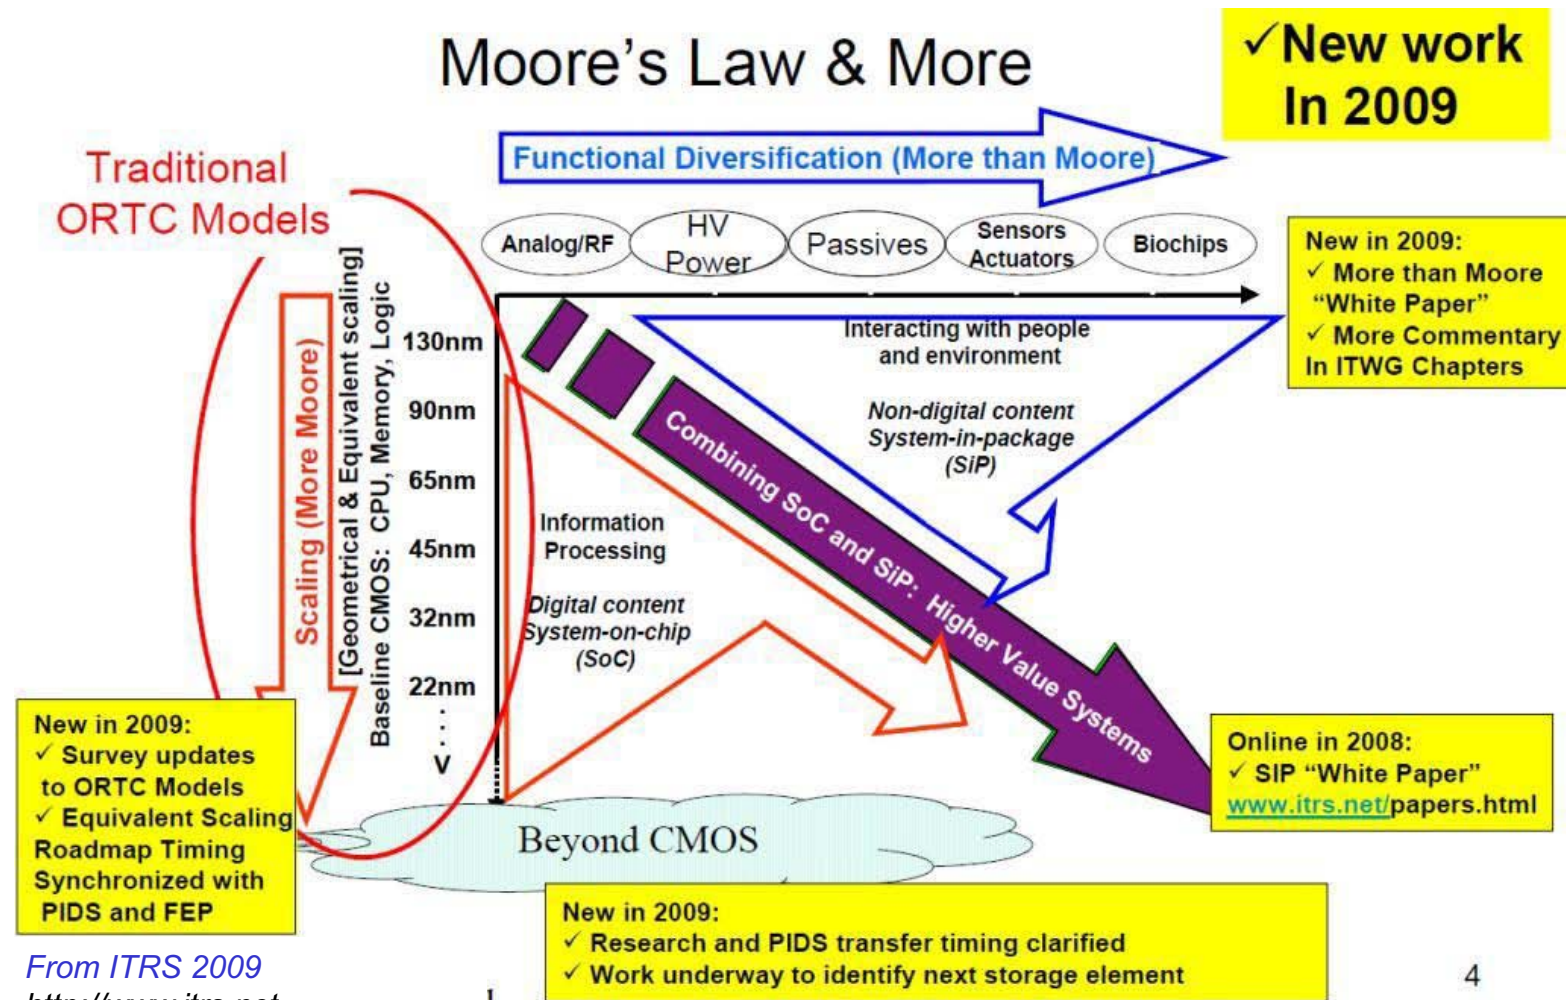 Moore's Law & More
✓New work
In 2009
Functional Diversification (More than Moore)
Traditional
ORTC Models
Analog/RF
HV
Power
Passives
Sensors
Actuators
Biochips
New in 2009:
✓ More than Moore
"White Paper"
✓ More Commentary
In ITWG Chapters
Scaling (More Moore)
[Geometrical & Equivalent scaling]
Baseline CMOS: CPU, Memory, Logic
130nm
90nm
65nm
45nm
32nm
22nm
V
Interacting with people
and environment
Non-digital content
System-in-package
(SiP)
Combining SoC and SiP: Higher Value Systems
Information
Processing
Digital content
System-on-chip
(SoC)
New in 2009:
✓ Survey updates
to ORTC Models
✓ Equivalent Scaling
Roadmap Timing
Synchronized with
PIDS and FEP
Online in 2008:
✓ SIP "White Paper"
www.itrs.net/papers.html
Beyond CMOS
New in 2009:
✓ Research and PIDS transfer timing clarified
✓ Work underway to identify next storage element
From ITRS 2009
http://www.itrs.net
4